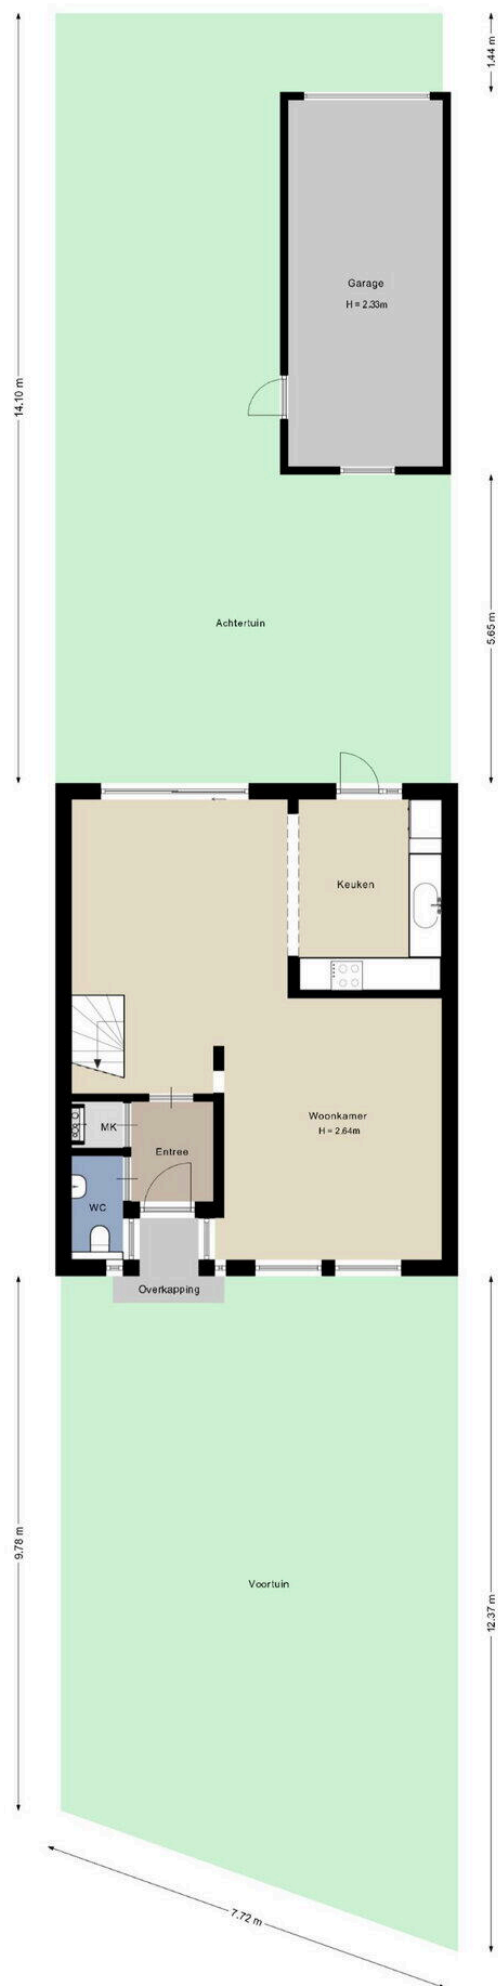 1.44 m
Garage
H = 2.33m
14.10 m
Achtertuin
5.65 m
Keuken
Woonkamer
H = 2.64m
MK
Entree
WC
Overkapping
9.78 m
Voortuin
12.37 m
7.72 m